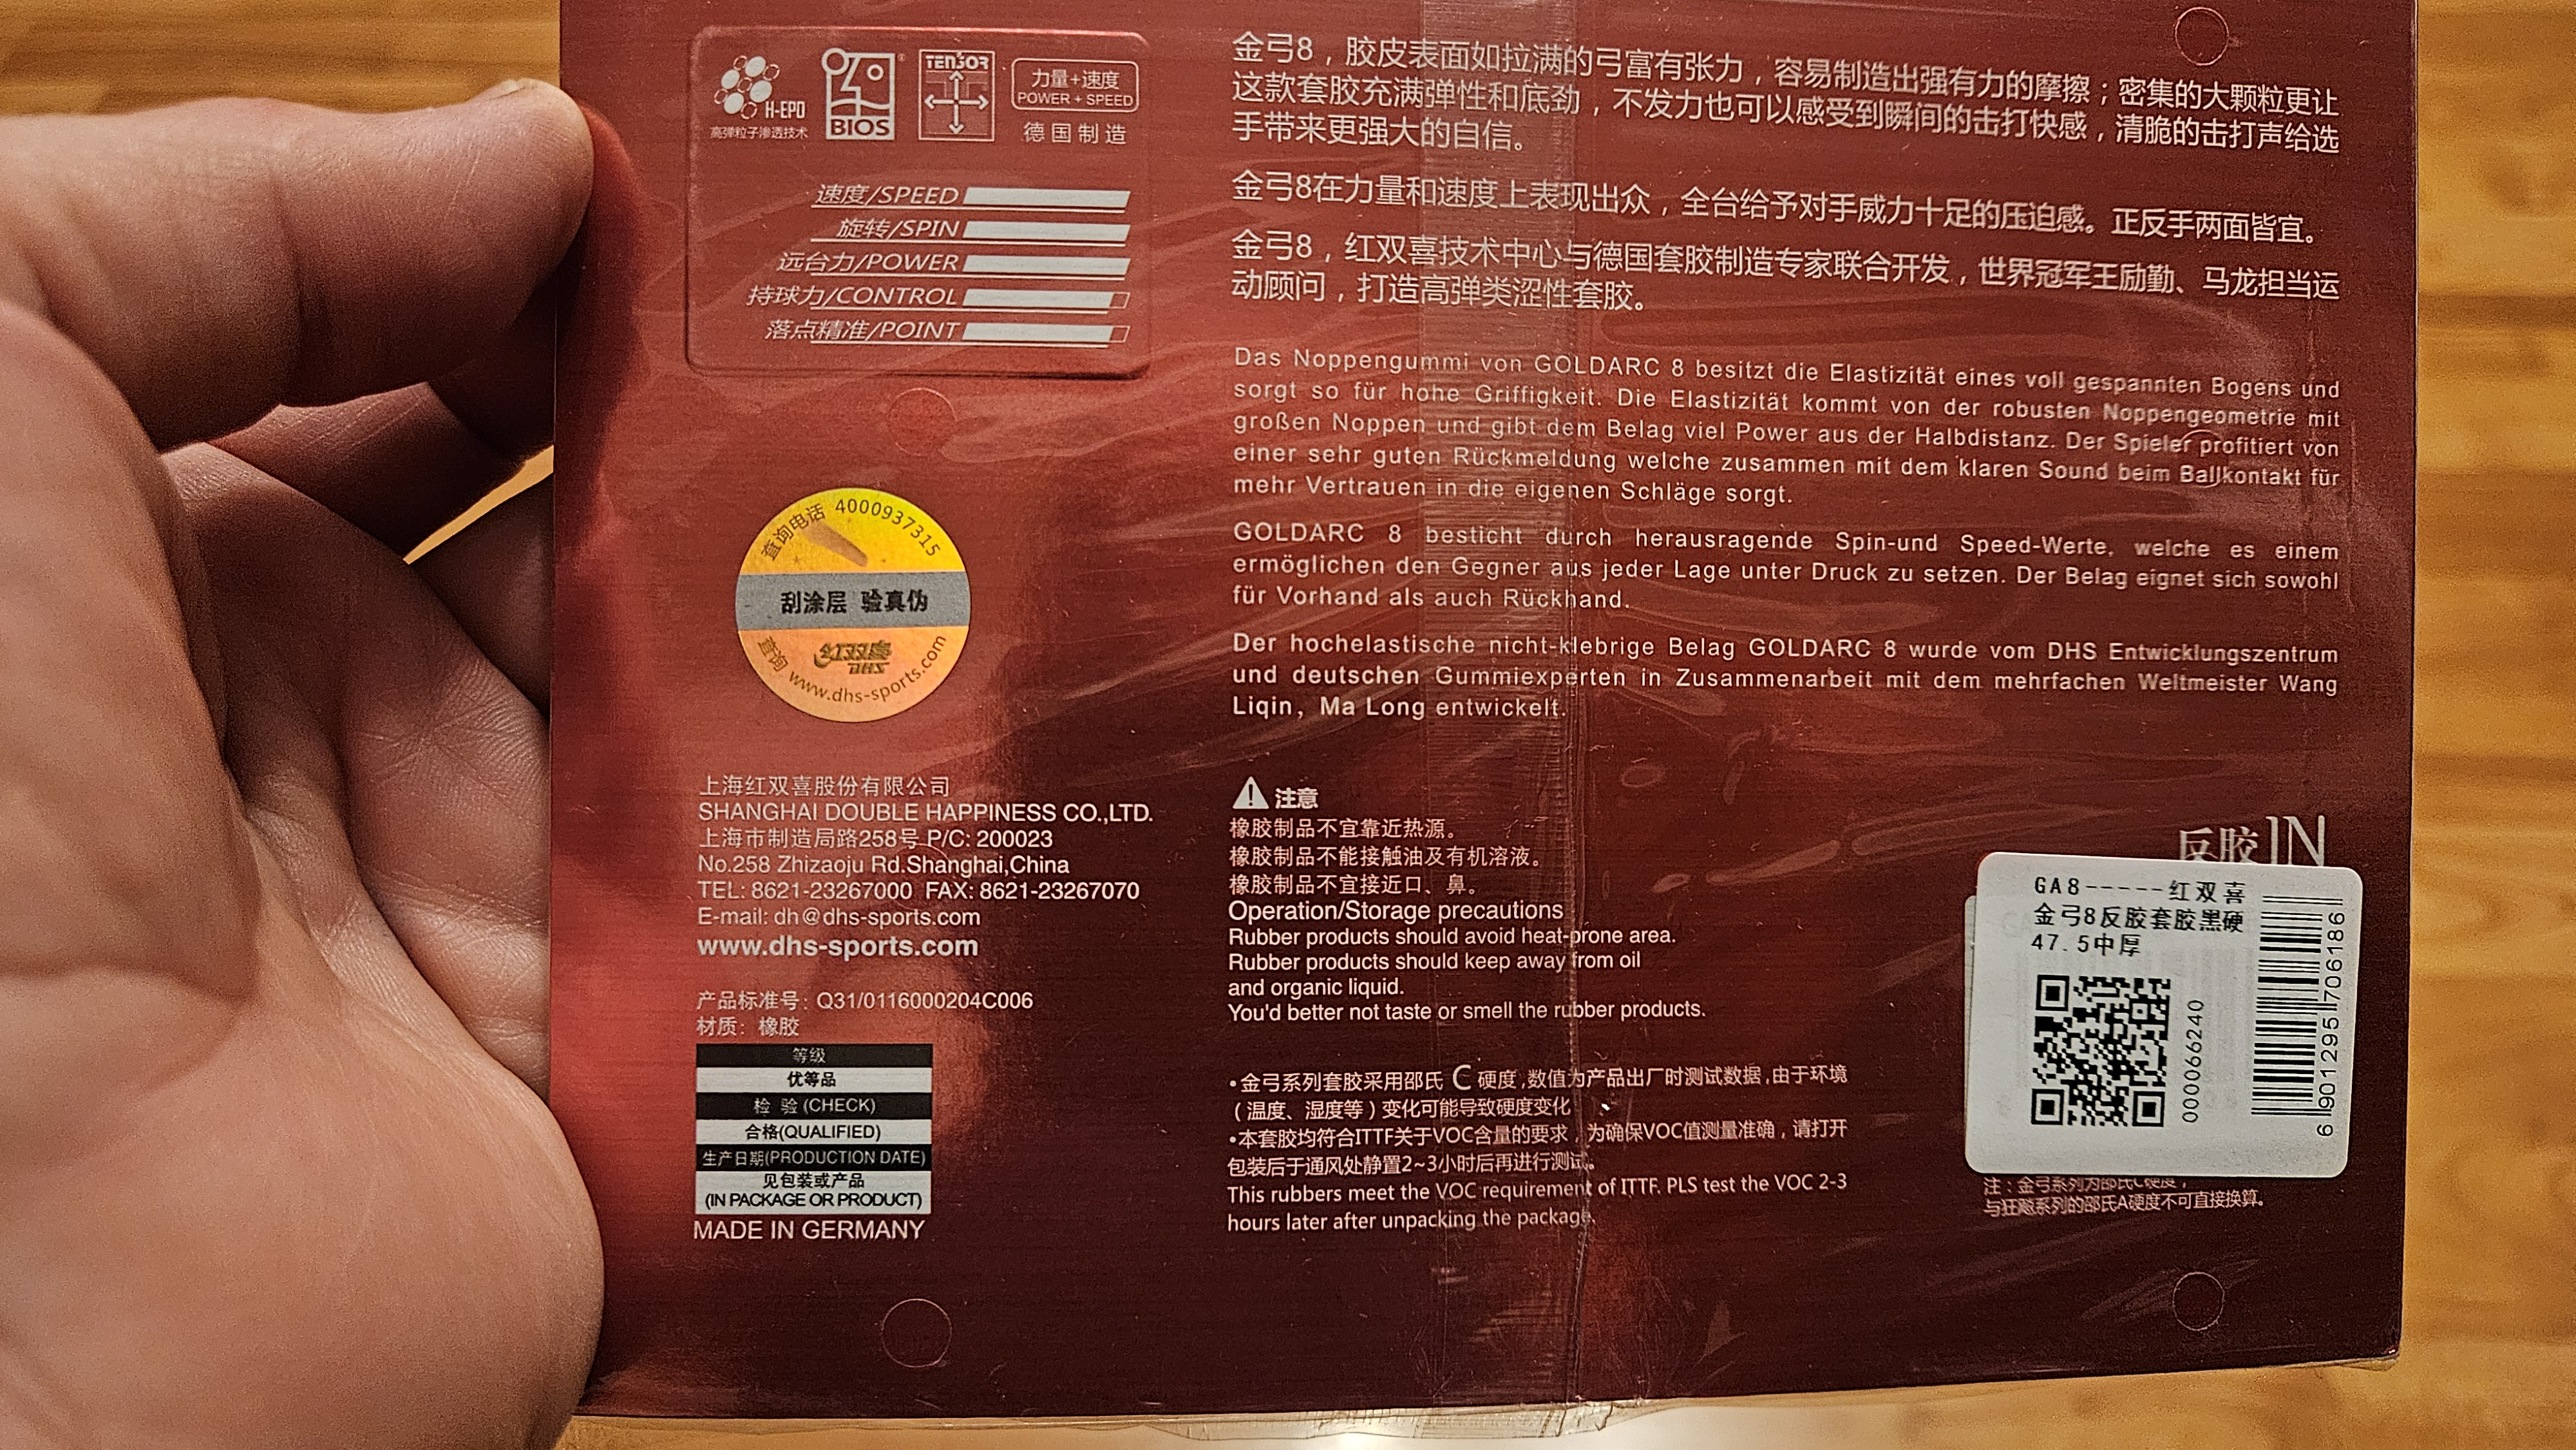 H-EPD
高弹粒子渗透技术
BIOS
TENSOR
力量+速度
POWER + SPEED
德国制造
速度/SPEED
旋转/SPIN
远台力/POWER
持球力/CONTROL
落点精准/POINT
金弓8，胶皮表面如拉满的弓富有张力，容易制造出强有力的摩擦；密集的大颗粒更让
这款套胶充满弹性和底劲，不发力也可以感受到瞬间的击打快感，清脆的击打声给选
手带来更强大的自信。
金弓8在力量和速度上表现出众，全台给予对手威力十足的压迫感。正反手两面皆宜。
金弓8，红双喜技术中心与德国套胶制造专家联合开发，世界冠军王励勤、马龙担当运
动顾问，打造高弹类涩性套胶。
Das Noppengummi von GOLDARC 8 besitzt die Elastizität eines voll gespannten Bogens und
sorgt so für hohe Griffigkeit. Die Elastizität kommt von der robusten Noppengeometrie mit
großen Noppen und gibt dem Belag viel Power aus der Halbdistanz. Der Spieler profitiert von
einer sehr guten Rückmeldung welche zusammen mit dem klaren Sound beim Ballkontakt für
mehr Vertrauen in die eigenen Schläge sorgt.
GOLDARC 8 besticht durch herausragende Spin-und Speed-Werte, welche es einem
ermöglichen den Gegner aus jeder Lage unter Druck zu setzen. Der Belag eignet sich sowohl
für Vorhand als auch Rückhand.
Der hochelastische nicht-klebrige Belag GOLDARC 8 wurde vom DHS Entwicklungszentrum
und deutschen Gummiexperten in Zusammenarbeit mit dem mehrfachen Weltmeister Wang
Liqin, Ma Long entwickelt.
查询电话 4000937315
刮涂层 验真伪
红双喜
DHS
查询 www.dhs-sports.com
上海红双喜股份有限公司
SHANGHAI DOUBLE HAPPINESS CO.,LTD.
上海市制造局路258号 P/C: 200023
No.258 Zhizaoju Rd.Shanghai,China
TEL: 8621-23267000 FAX: 8621-23267070
E-mail: dh@dhs-sports.com
www.dhs-sports.com
产品标准号: Q31/0116000204C006
材质: 橡胶
等级
优等品
检 验 (CHECK)
合格(QUALIFIED)
生产日期(PRODUCTION DATE)
见包装或产品
(IN PACKAGE OR PRODUCT)
MADE IN GERMANY
注意
橡胶制品不宜靠近热源。
橡胶制品不能接触油及有机溶液。
橡胶制品不宜接近口、鼻。
Operation/Storage precautions
Rubber products should avoid heat-prone area.
Rubber products should keep away from oil
and organic liquid.
You'd better not taste or smell the rubber products.
•金弓系列套胶采用邵氏 C 硬度,数值为产品出厂时测试数据,由于环境
(温度、湿度等)变化可能导致硬度变化
•本套胶均符合ITTF关于VOC含量的要求，为确保VOC值测量准确，请打开
包装后于通风处静置2~3小时后再进行测试。
This rubbers meet the VOC requirement of ITTF. PLS test the VOC 2-3
hours later after unpacking the package.
反胶IN
GA8-----红双喜
金弓8反胶套胶黑硬
47.5中厚
000066240
6 901295 706186
注：金弓系列为邵氏C硬度，
与狂飚系列的邵氏A硬度不可直接换算。